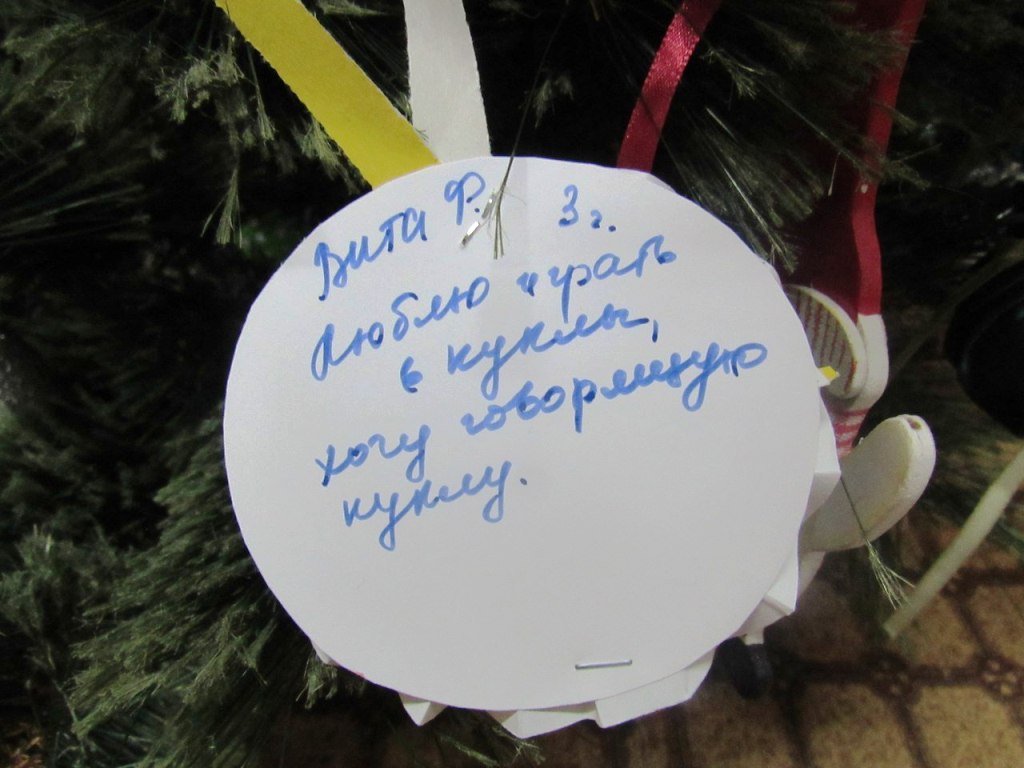 Вита Ф. 3 г.
Люблю играть
в куклы,
хочу говорящую
куклу.